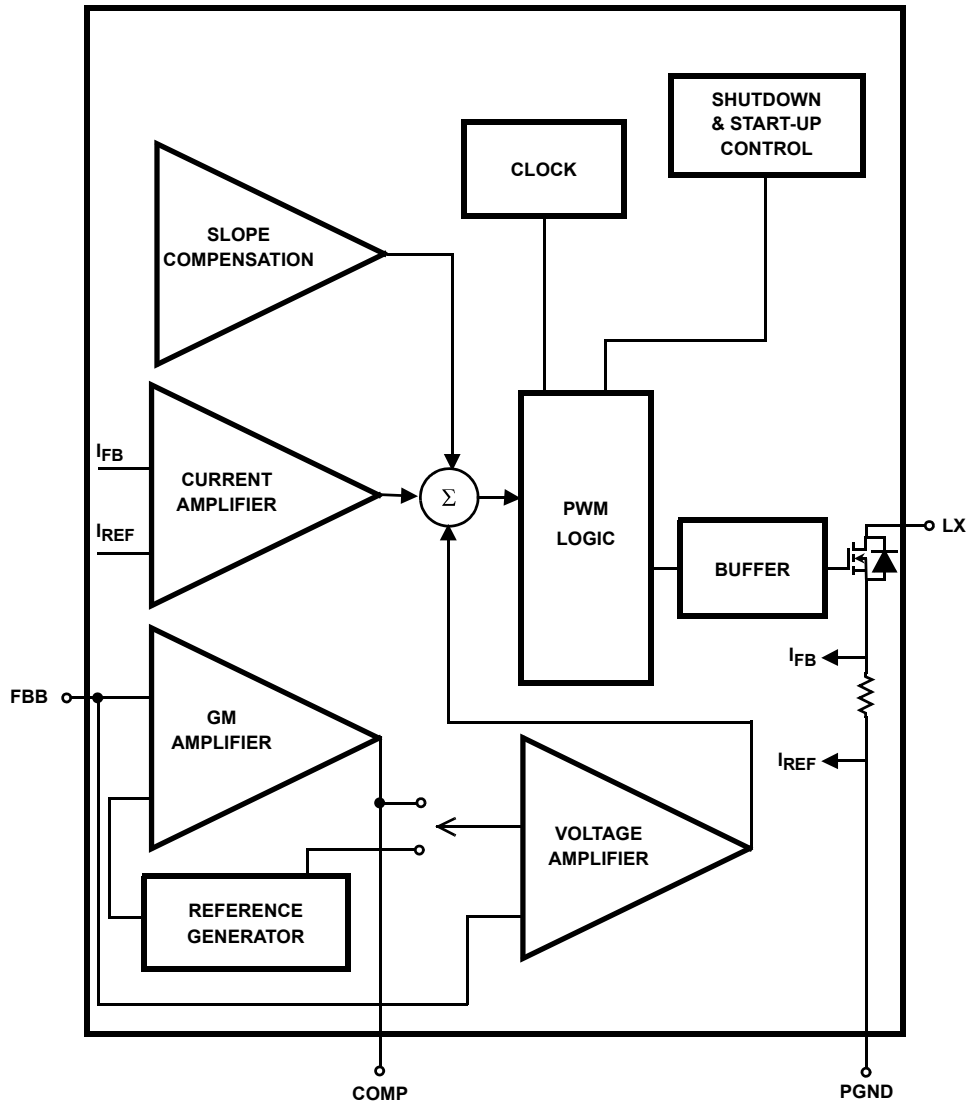 SHUTDOWN
& START-UP
CONTROL
CLOCK
SLOPE
COMPENSATION
IFB
CURRENT
AMPLIFIER
IREF
Σ
PWM
LOGIC
LX
BUFFER
IFB
FBB
GM
AMPLIFIER
IREF
VOLTAGE
AMPLIFIER
REFERENCE
GENERATOR
COMP
PGND